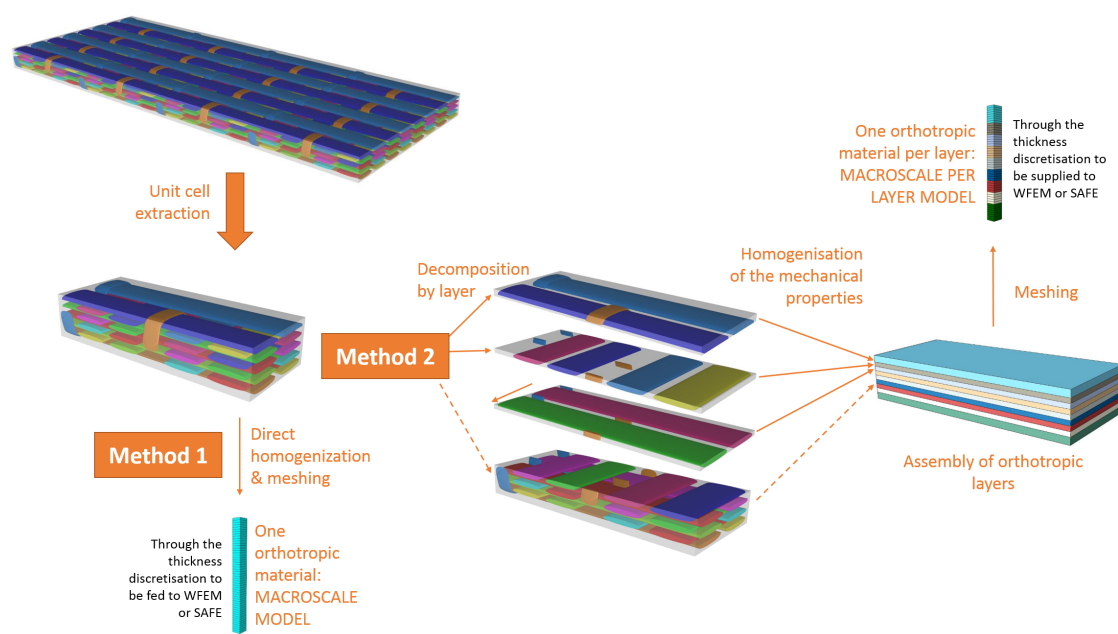 Unit cell
extraction
Method 1
Direct
homogenization
& meshing
Through the
thickness
discretisation to
be fed to WFEM
or SAFE
One
orthotropic
material:
MACROSCALE
MODEL
Method 2
Decomposition
by layer
Homogenisation
of the mechanical
properties
Assembly of orthotropic
layers
Meshing
One orthotropic
material per layer:
MACROSCALE PER
LAYER MODEL
Through the
thickness
discretisation to
be supplied to
WFEM or SAFE